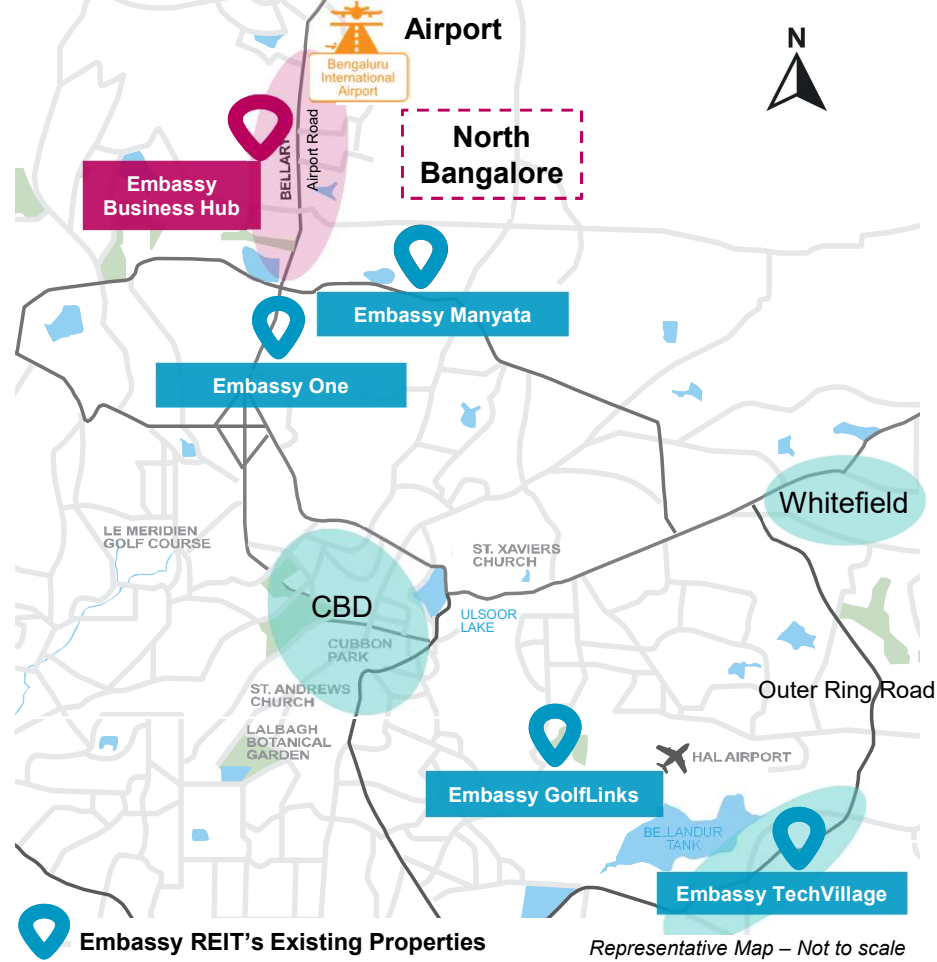 Airport
N
Bengaluru
International
Airport
North
Bangalore
BELLARY
Airport Road
Embassy
Business Hub
Embassy Manyata
Embassy One
Whitefield
LE MERIDIEN
GOLF COURSE
ST. XAVIERS
CHURCH
CBD
ULSOOR
LAKE
CUBBON
PARK
ST. ANDREWS
CHURCH
Outer Ring Road
LALBAGH
BOTANICAL
GARDEN
HAL AIRPORT
Embassy GolfLinks
BELLANDUR
TANK
Embassy TechVillage
Embassy REIT's Existing Properties
Representative Map – Not to scale